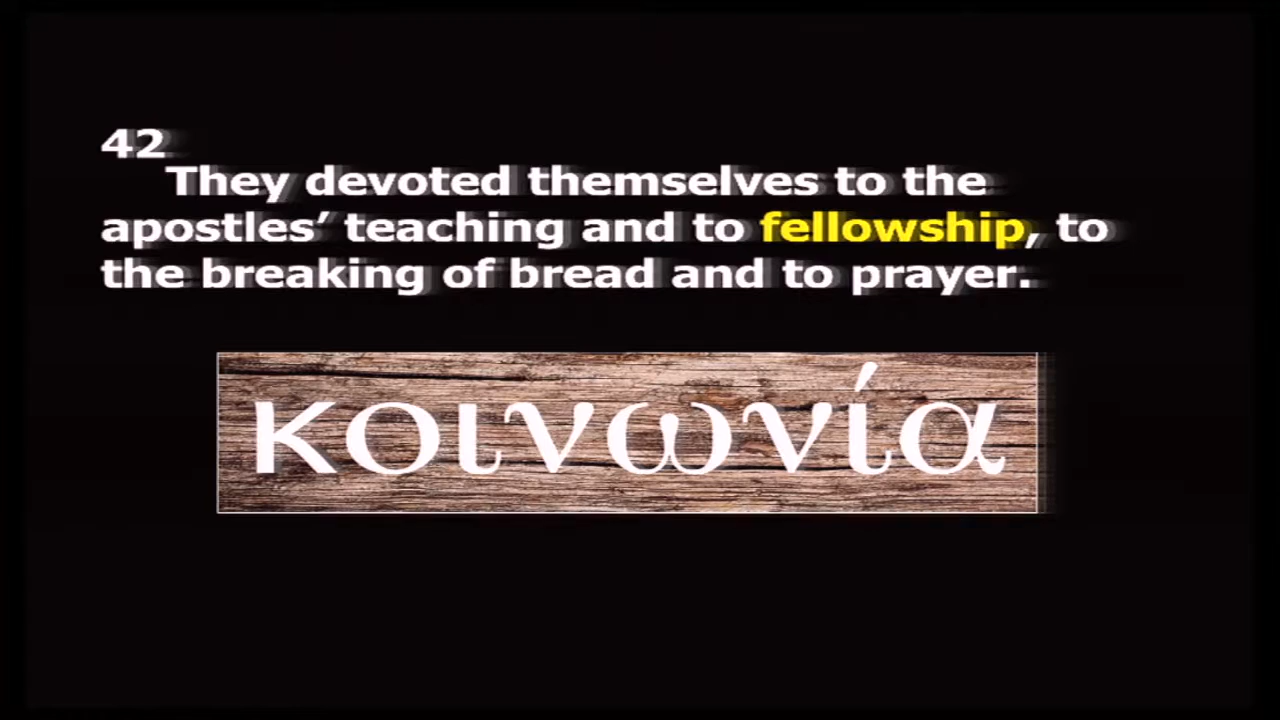 42
They devoted themselves to the
apostles’ teaching and to fellowship, to
the breaking of bread and to prayer.
κοινωνία